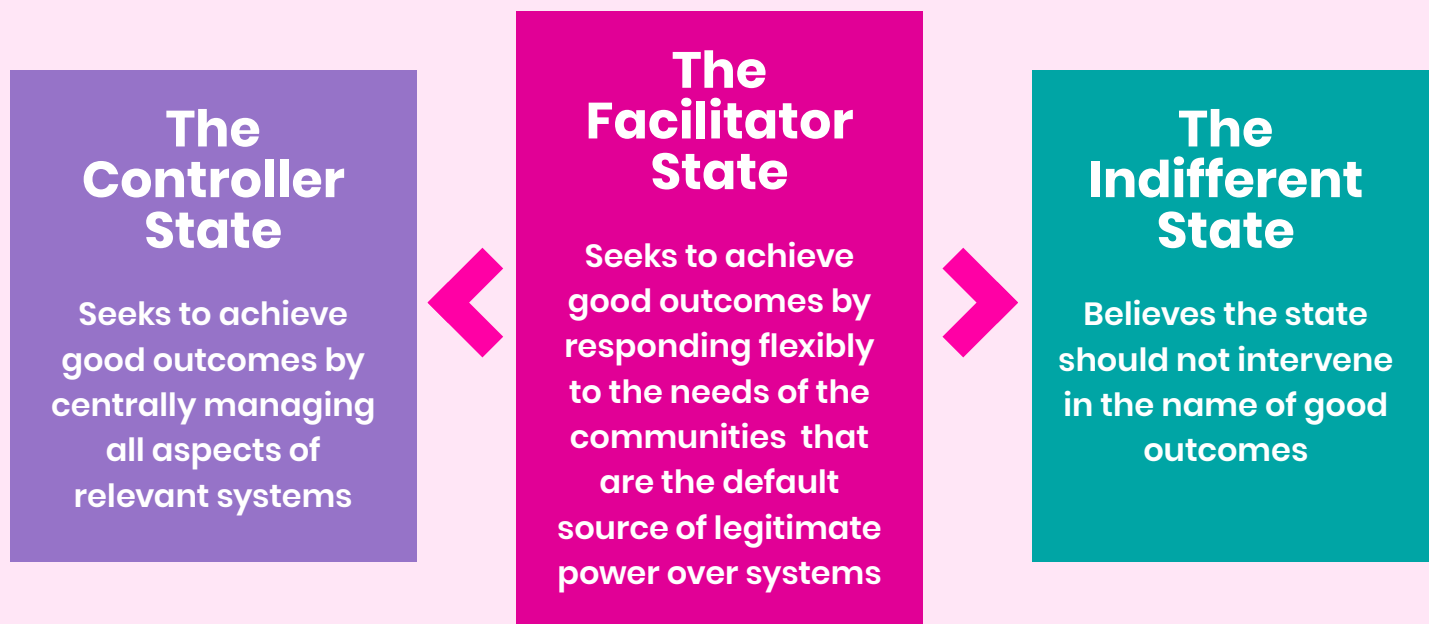 The
Controller
State
Seeks to achieve
good outcomes by
centrally managing
all aspects of
relevant systems
The
Facilitator
State
Seeks to achieve
good outcomes by
responding flexibly
to the needs of the
communities  that
are the default
source of legitimate
power over systems
The
Indifferent
State
Believes the state
should not intervene
in the name of good
outcomes